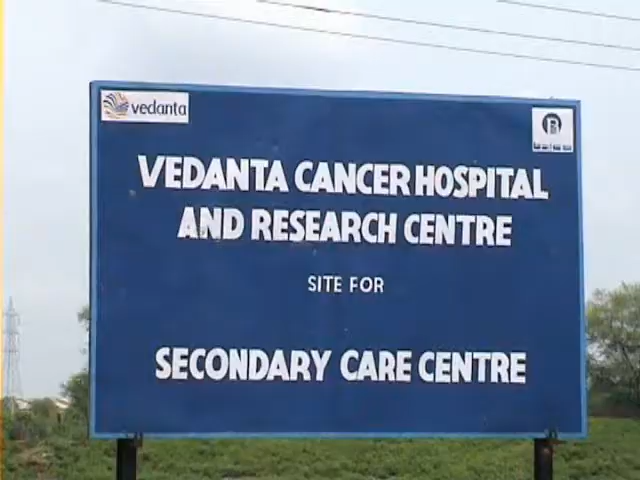 vedanta
VEDANTA CANCER HOSPITAL
AND RESEARCH CENTRE
SITE FOR
SECONDARY CARE CENTRE